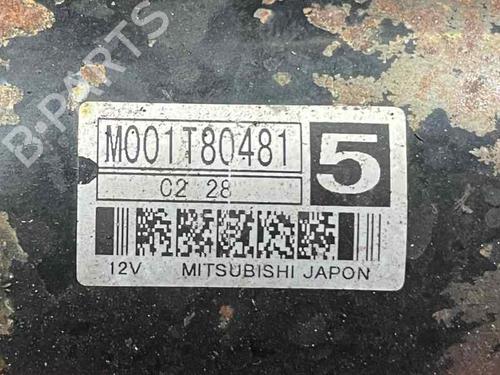 B-PARTS
M001T80481
5
C2 28
12V MITSUBISHI JAPON